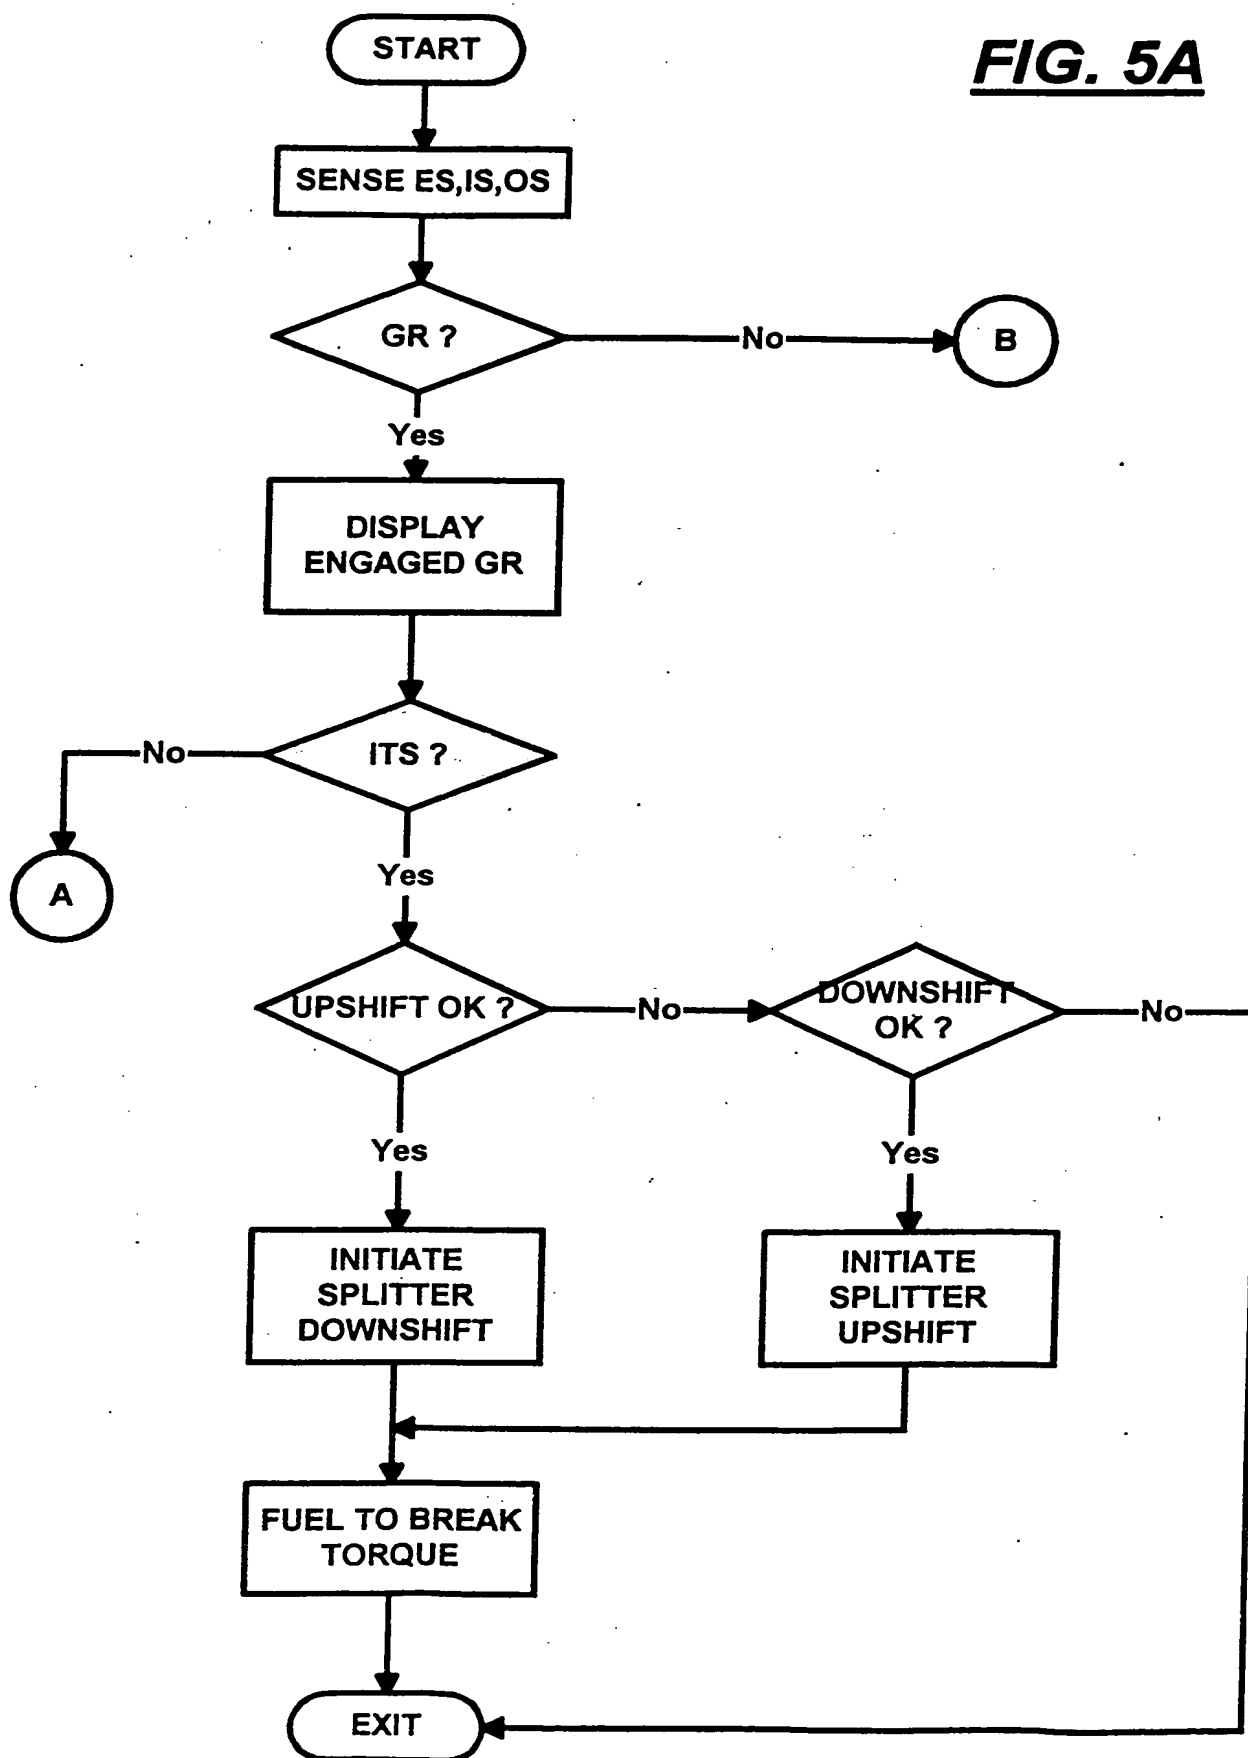 FIG. 5A
START
SENSE ES,IS,OS
GR ?
No
B
Yes
DISPLAY
ENGAGED GR
ITS ?
No
A
Yes
UPSHIFT OK ?
No
DOWNSHIFT
OK ?
No
Yes
Yes
INITIATE
SPLITTER
DOWNSHIFT
INITIATE
SPLITTER
UPSHIFT
FUEL TO BREAK
TORQUE
EXIT